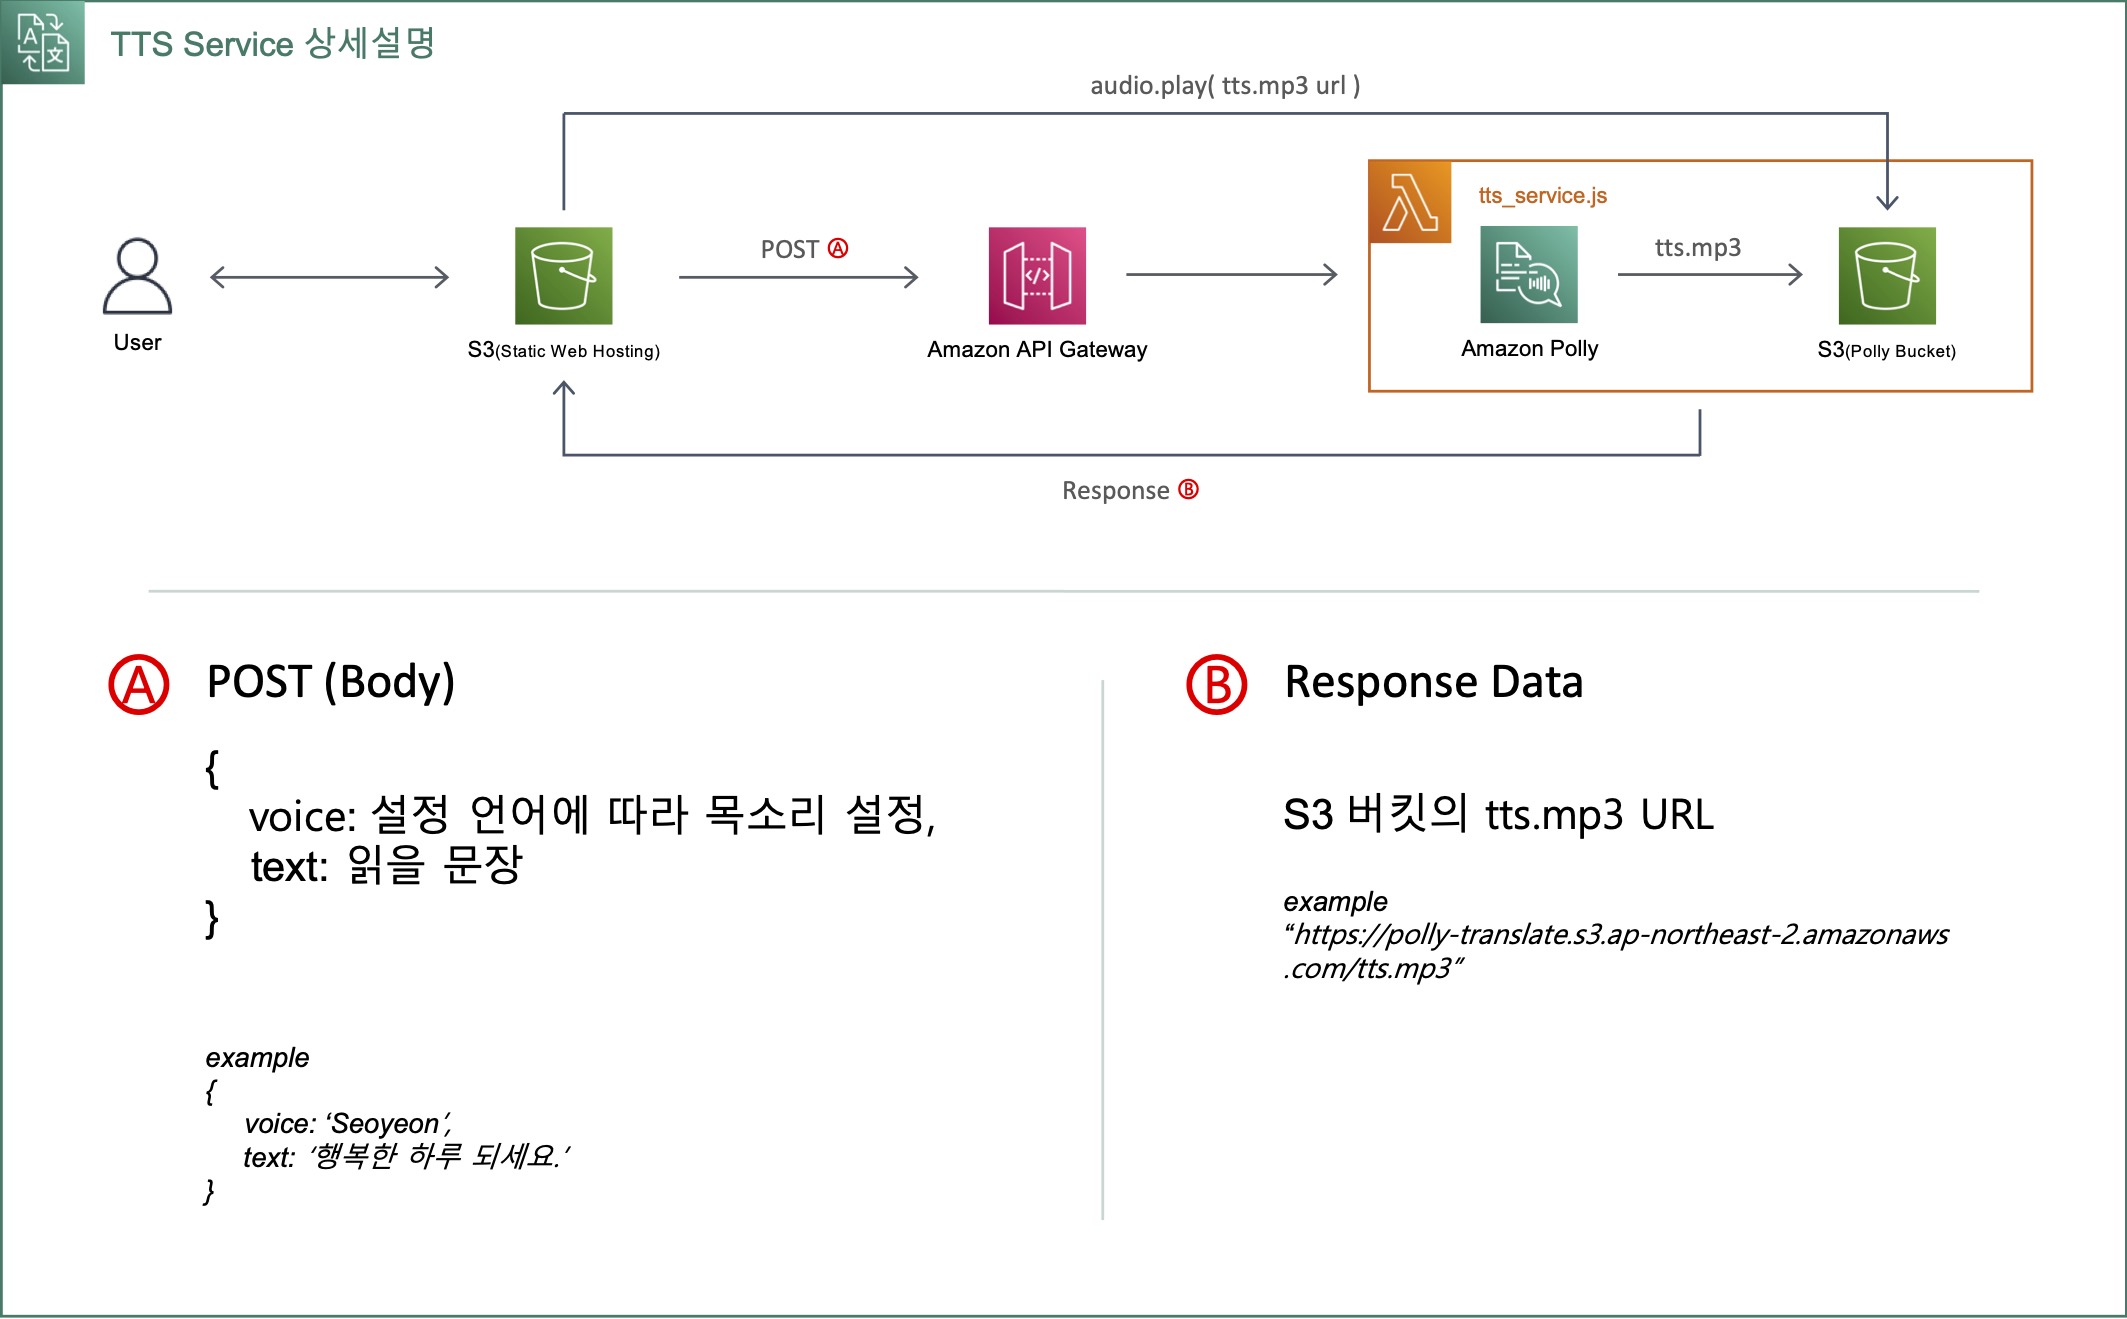 TTS Service 상세설명
audio.play( tts.mp3 url )
tts_service.js
POST Ⓐ
tts.mp3
User
S3(Static Web Hosting)
Amazon API Gateway
Amazon Polly
S3(Polly Bucket)
Response Ⓑ
Ⓐ POST (Body)
{
voice: 설정 언어에 따라 목소리 설정,
text: 읽을 문장
}
example
{
voice: ‘Seoyeon’,
text: ‘행복한 하루 되세요.’
}
Ⓑ Response Data
S3 버킷의 tts.mp3 URL
example
“https://polly-translate.s3.ap-northeast-2.amazonaws
.com/tts.mp3”